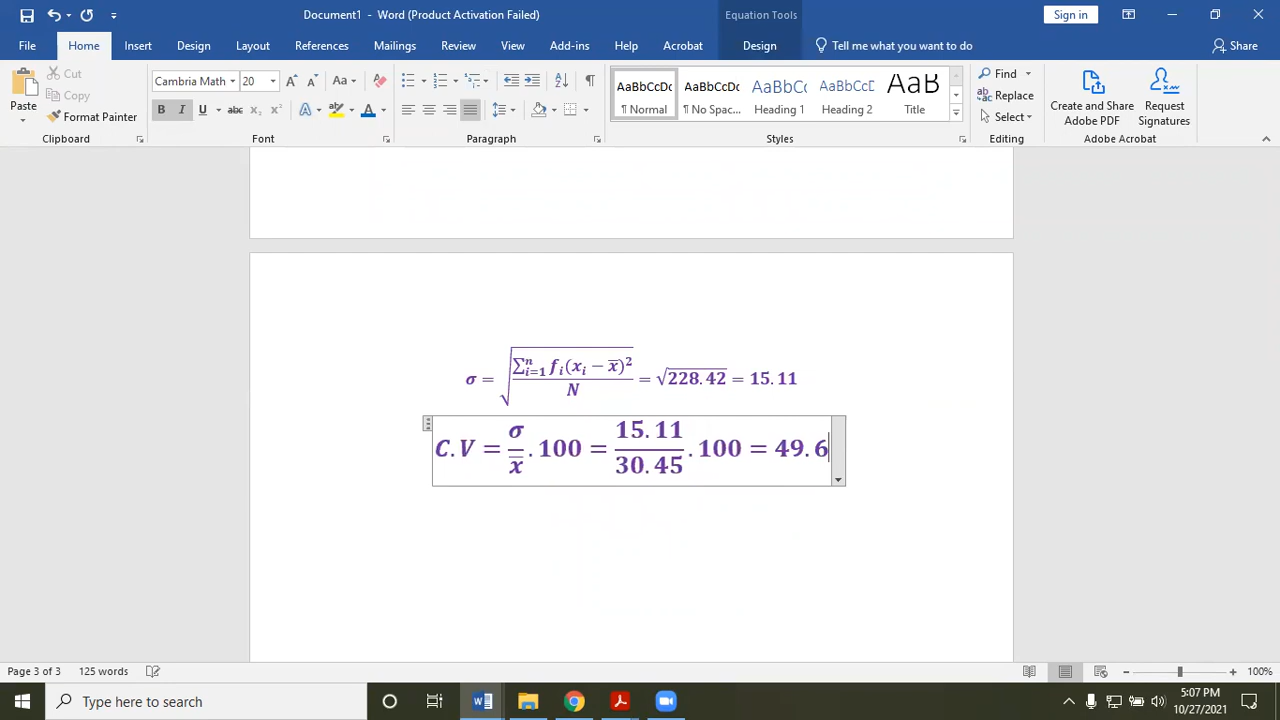 Document1 - Word (Product Activation Failed)
Equation Tools
Sign in
File Home Insert Design Layout References Mailings Review View Add-ins Help Acrobat Design Tell me what you want to do Share
Paste
Cut
Copy
Format Painter
Clipboard
Cambria Math 20
Font
Paragraph
AaBbCcDc AaBbCcDc AaBbCc AaBbCcD AaB
¶ Normal ¶ No Spac... Heading 1 Heading 2 Title
Styles
Find
Replace
Select
Editing
Create and Share Adobe PDF
Request Signatures
Adobe Acrobat
σ = √(∑ⁿᵢ₌₁ fᵢ(xᵢ − x̄)² / N) = √228.42 = 15.11
C.V = σ/x̄ . 100 = 15.11/30.45 . 100 = 49.6
Page 3 of 3 125 words
100%
Type here to search
5:07 PM
10/27/2021